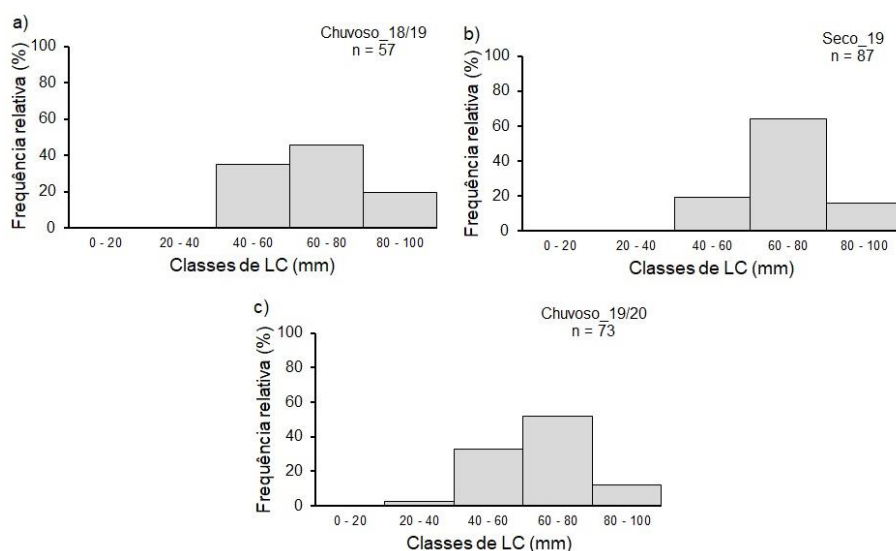 a)
Chuvoso_18/19
n = 57
Frequência relativa (%)
100
80
60
40
20
0
0 - 20 20 - 40 40 - 60 60 - 80 80 - 100
Classes de LC (mm)
b)
Seco_19
n = 87
Frequência relativa (%)
100
80
60
40
20
0
0 - 20 20 - 40 40 - 60 60 - 80 80 - 100
Classes de LC (mm)
c)
Chuvoso_19/20
n = 73
Frequência relativa (%)
100
80
60
40
20
0
0 - 20 20 - 40 40 - 60 60 - 80 80 - 100
Classes de LC (mm)